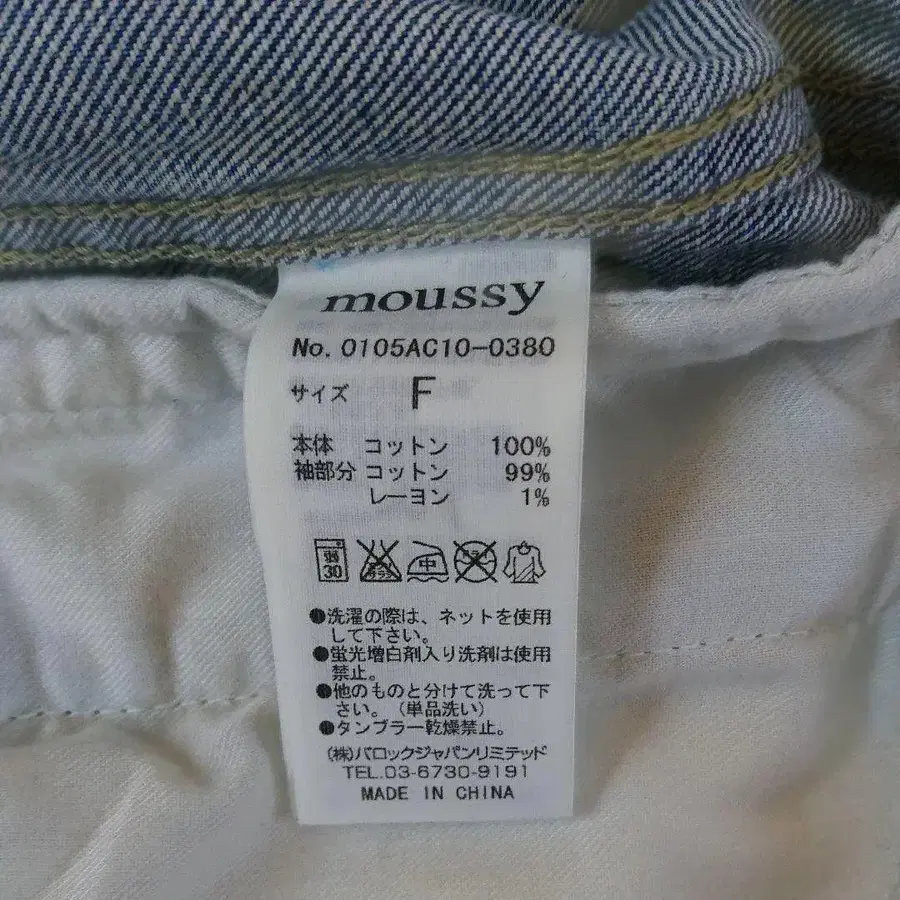 moussy
No. 0105AC10-0380
サイズ F
本体 コットン 100%
袖部分 コットン 99%
レーヨン 1%
弱 30 中
●洗濯の際は、ネットを使用
して下さい。
●蛍光増白剤入り洗剤は使用
禁止。
●他のものと分けて洗って下
さい。（単品洗い）
●タンブラー乾燥禁止。
(株)バロックジャパンリミテッド
TEL.03-6730-9191
MADE IN CHINA